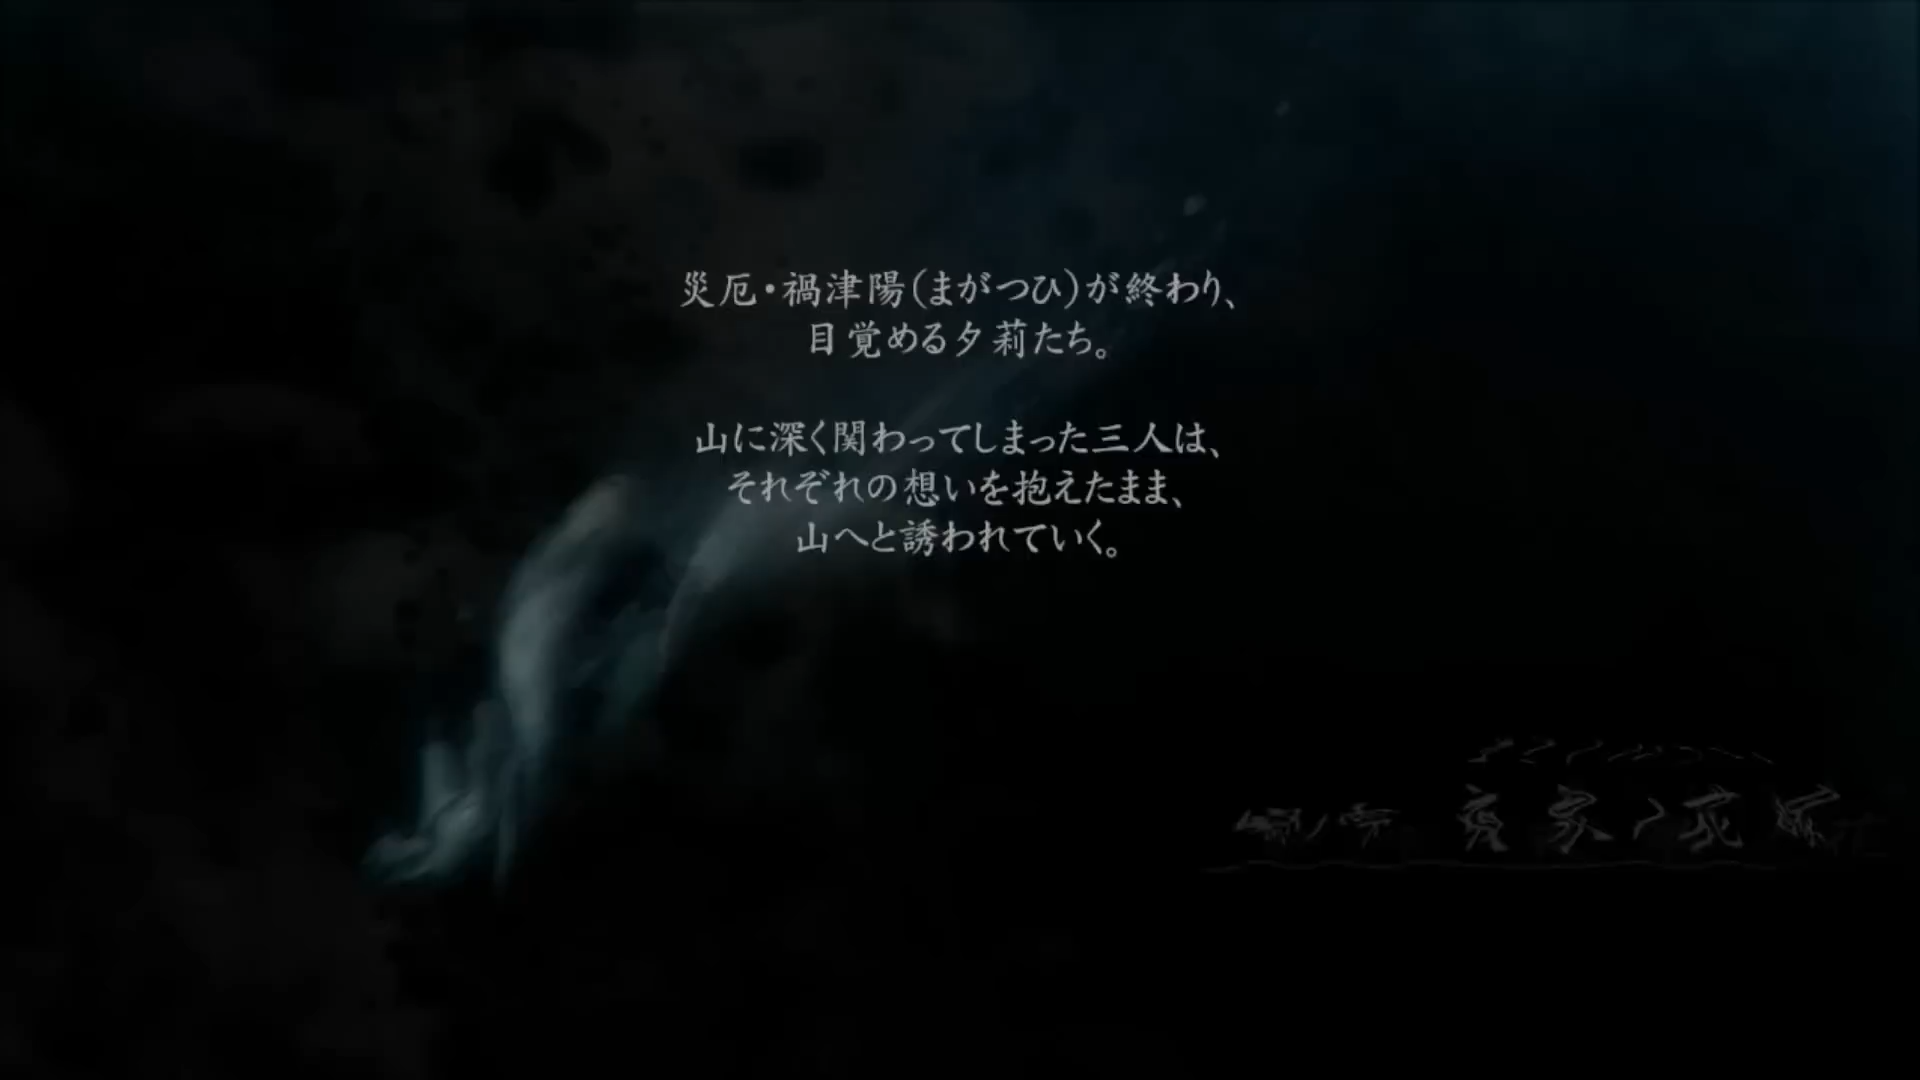 災厄・禍津陽(まがつひ)が終わり、
目覚める夕莉たち。
山に深く関わってしまった三人は、
それぞれの想いを抱えたまま、
山へと誘われていく。